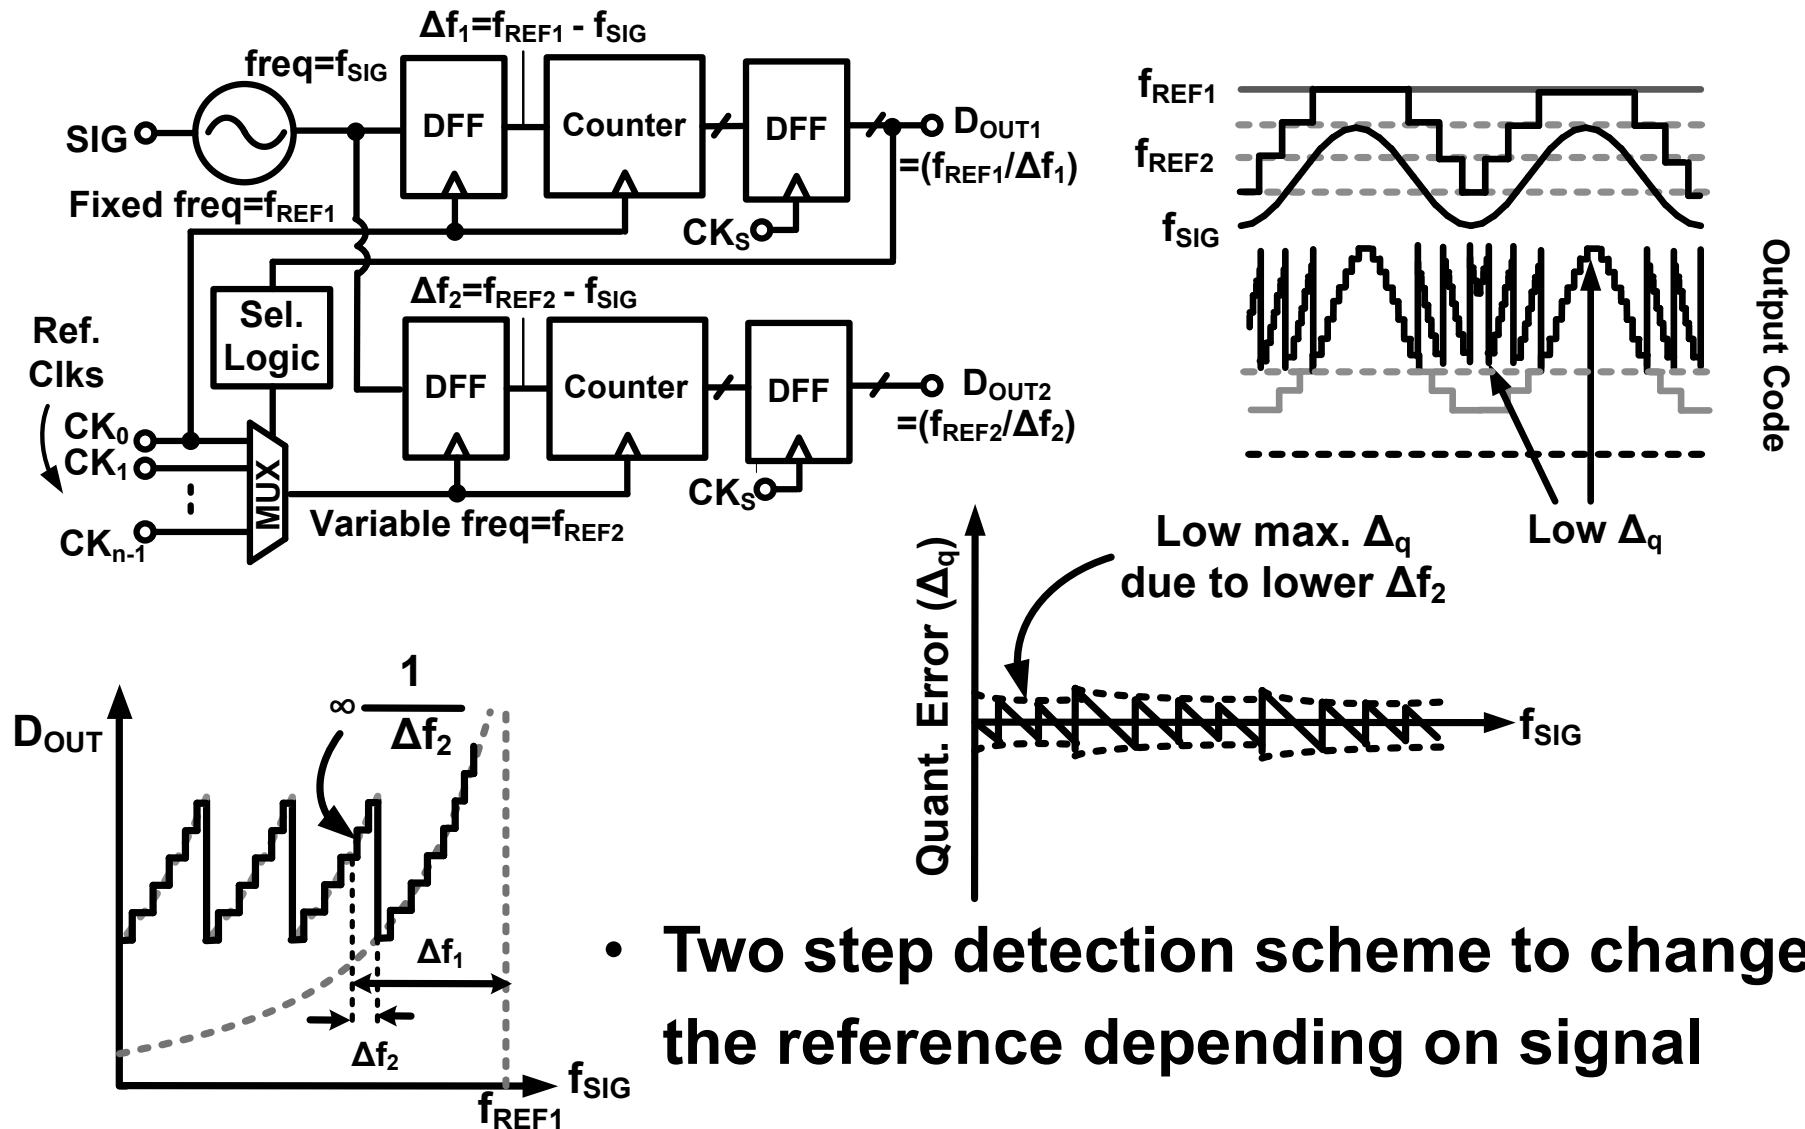 Δf1=fREF1 - fSIG
freq=fSIG
SIG
DFF
Counter
DFF
DOUT1
=(fREF1/Δf1)
Fixed freq=fREF1
CKS
Sel.
Logic
Δf2=fREF2 - fSIG
Ref.
Clks
DFF
Counter
DFF
DOUT2
=(fREF2/Δf2)
CK0
CK1
CKn-1
MUX
CKS
Variable freq=fREF2
fREF1
fREF2
fSIG
Output Code
Low Δq
Low max. Δq
due to lower Δf2
Quant. Error (Δq)
fSIG
DOUT
∞ 1
Δf2
Δf1
Δf2
fSIG
fREF1
• Two step detection scheme to change
the reference depending on signal